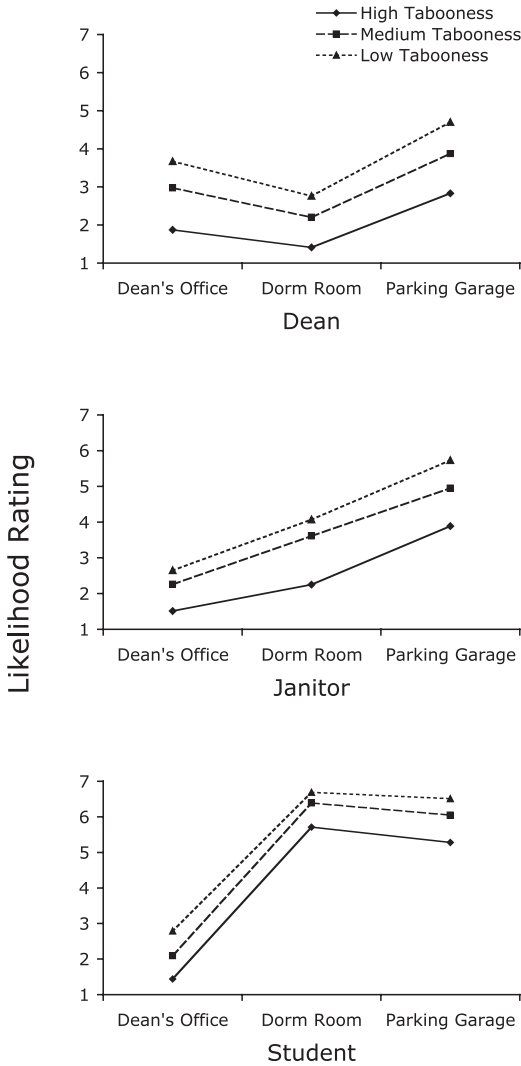 High Tabooness
Medium Tabooness
Low Tabooness
7
6
5
4
3
2
1
Dean's Office Dorm Room Parking Garage
Dean
Likelihood Rating
7
6
5
4
3
2
1
Dean's Office Dorm Room Parking Garage
Janitor
7
6
5
4
3
2
1
Dean's Office Dorm Room Parking Garage
Student